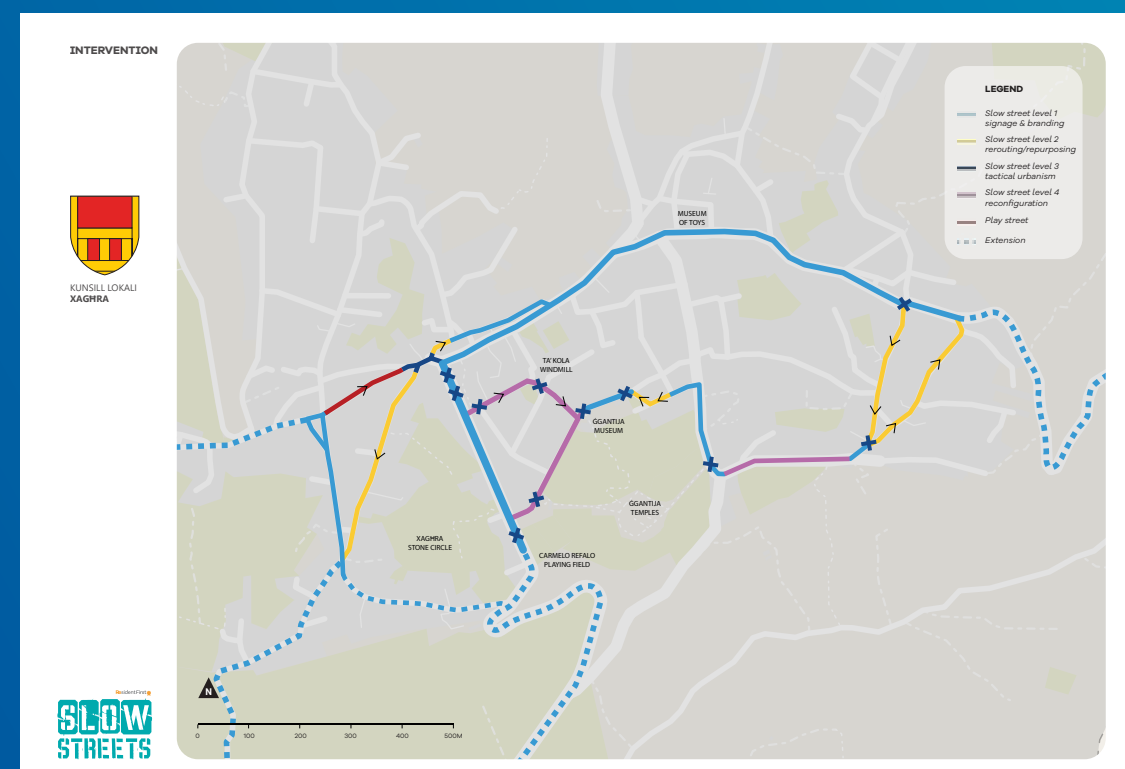 INTERVENTION
KUNSILL LOKALI
XAGHRA
ResidentFirst
SLOW
STREETS
LEGEND
Slow street level 1
signage & branding
Slow street level 2
rerouting/repurposing
Slow street level 3
tactical urbanism
Slow street level 4
reconfiguration
Play street
Extension
MUSEUM
OF TOYS
TA' KOLA
WINDMILL
GGANTIJA
MUSEUM
GGANTIJA
TEMPLES
XAGHRA
STONE CIRCLE
CARMELO REFALO
PLAYING FIELD
N
0 100 200 300 400 500M